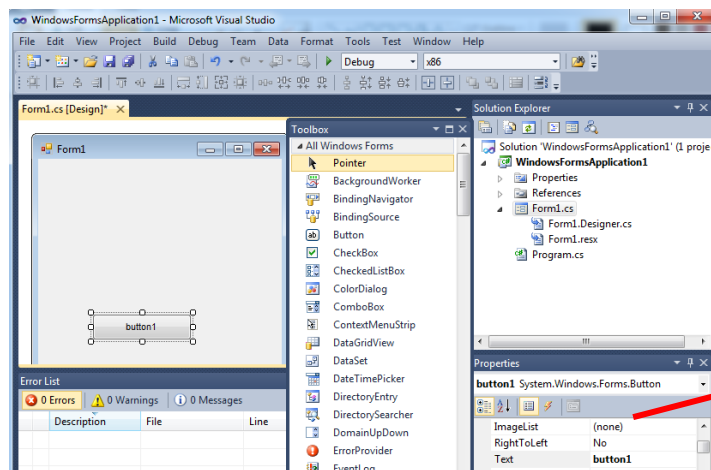 WindowsFormsApplication1 - Microsoft Visual Studio
File Edit View Project Build Debug Team Data Format Tools Test Window Help
Debug x86
Form1.cs [Design]*
Form1
button1
Error List
0 Errors 0 Warnings 0 Messages
Description File Line
Toolbox
All Windows Forms
Pointer
BackgroundWorker
BindingNavigator
BindingSource
Button
CheckBox
CheckedListBox
ColorDialog
ComboBox
ContextMenuStrip
DataGridView
DataSet
DateTimePicker
DirectoryEntry
DirectorySearcher
DomainUpDown
ErrorProvider
EventLog
Solution Explorer
Solution 'WindowsFormsApplication1' (1 proje
WindowsFormsApplication1
Properties
References
Form1.cs
Form1.Designer.cs
Form1.resx
Program.cs
Properties
button1 System.Windows.Forms.Button
ImageList (none)
RightToLeft No
Text button1